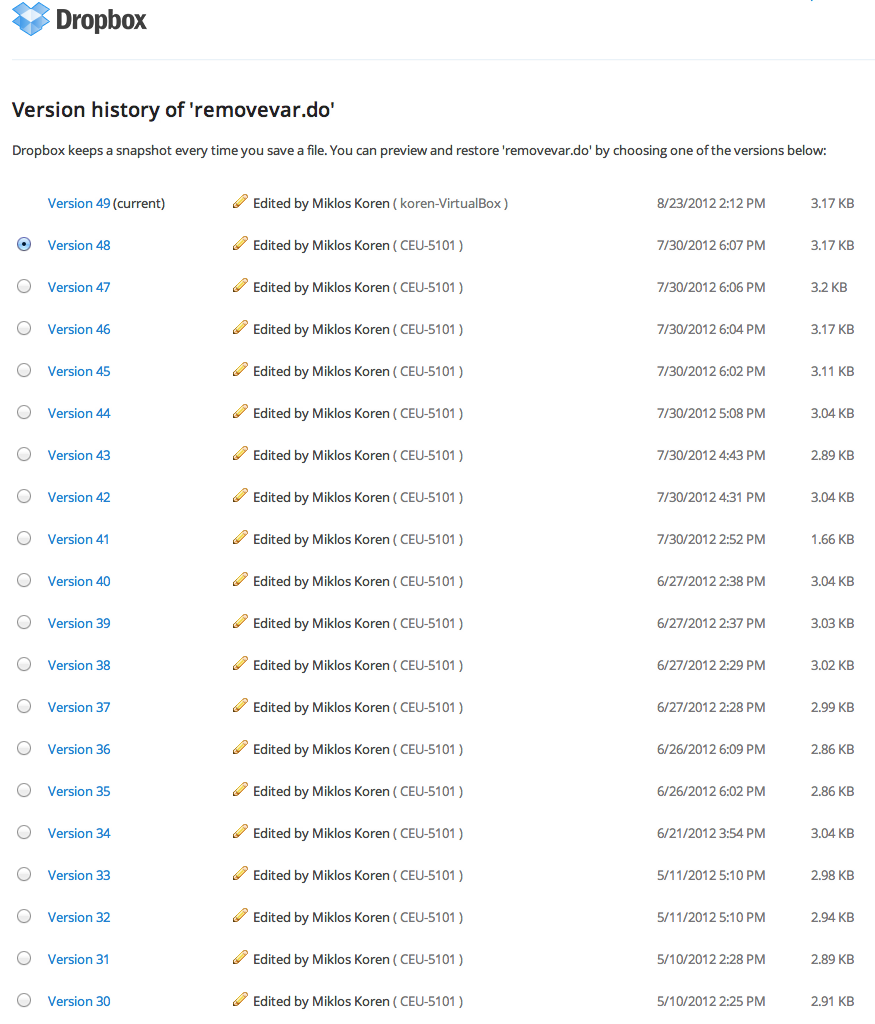 Dropbox
Version history of 'removevar.do'
Dropbox keeps a snapshot every time you save a file. You can preview and restore 'removevar.do' by choosing one of the versions below:
Version 49 (current) Edited by Miklos Koren ( koren-VirtualBox ) 8/23/2012 2:12 PM 3.17 KB
Version 48 Edited by Miklos Koren ( CEU-5101 ) 7/30/2012 6:07 PM 3.17 KB
Version 47 Edited by Miklos Koren ( CEU-5101 ) 7/30/2012 6:06 PM 3.2 KB
Version 46 Edited by Miklos Koren ( CEU-5101 ) 7/30/2012 6:04 PM 3.17 KB
Version 45 Edited by Miklos Koren ( CEU-5101 ) 7/30/2012 6:02 PM 3.11 KB
Version 44 Edited by Miklos Koren ( CEU-5101 ) 7/30/2012 5:08 PM 3.04 KB
Version 43 Edited by Miklos Koren ( CEU-5101 ) 7/30/2012 4:43 PM 2.89 KB
Version 42 Edited by Miklos Koren ( CEU-5101 ) 7/30/2012 4:31 PM 3.04 KB
Version 41 Edited by Miklos Koren ( CEU-5101 ) 7/30/2012 2:52 PM 1.66 KB
Version 40 Edited by Miklos Koren ( CEU-5101 ) 6/27/2012 2:38 PM 3.04 KB
Version 39 Edited by Miklos Koren ( CEU-5101 ) 6/27/2012 2:37 PM 3.03 KB
Version 38 Edited by Miklos Koren ( CEU-5101 ) 6/27/2012 2:29 PM 3.02 KB
Version 37 Edited by Miklos Koren ( CEU-5101 ) 6/27/2012 2:28 PM 2.99 KB
Version 36 Edited by Miklos Koren ( CEU-5101 ) 6/26/2012 6:09 PM 2.86 KB
Version 35 Edited by Miklos Koren ( CEU-5101 ) 6/26/2012 6:02 PM 2.86 KB
Version 34 Edited by Miklos Koren ( CEU-5101 ) 6/21/2012 3:54 PM 3.04 KB
Version 33 Edited by Miklos Koren ( CEU-5101 ) 5/11/2012 5:10 PM 2.98 KB
Version 32 Edited by Miklos Koren ( CEU-5101 ) 5/11/2012 5:10 PM 2.94 KB
Version 31 Edited by Miklos Koren ( CEU-5101 ) 5/10/2012 2:28 PM 2.89 KB
Version 30 Edited by Miklos Koren ( CEU-5101 ) 5/10/2012 2:25 PM 2.91 KB